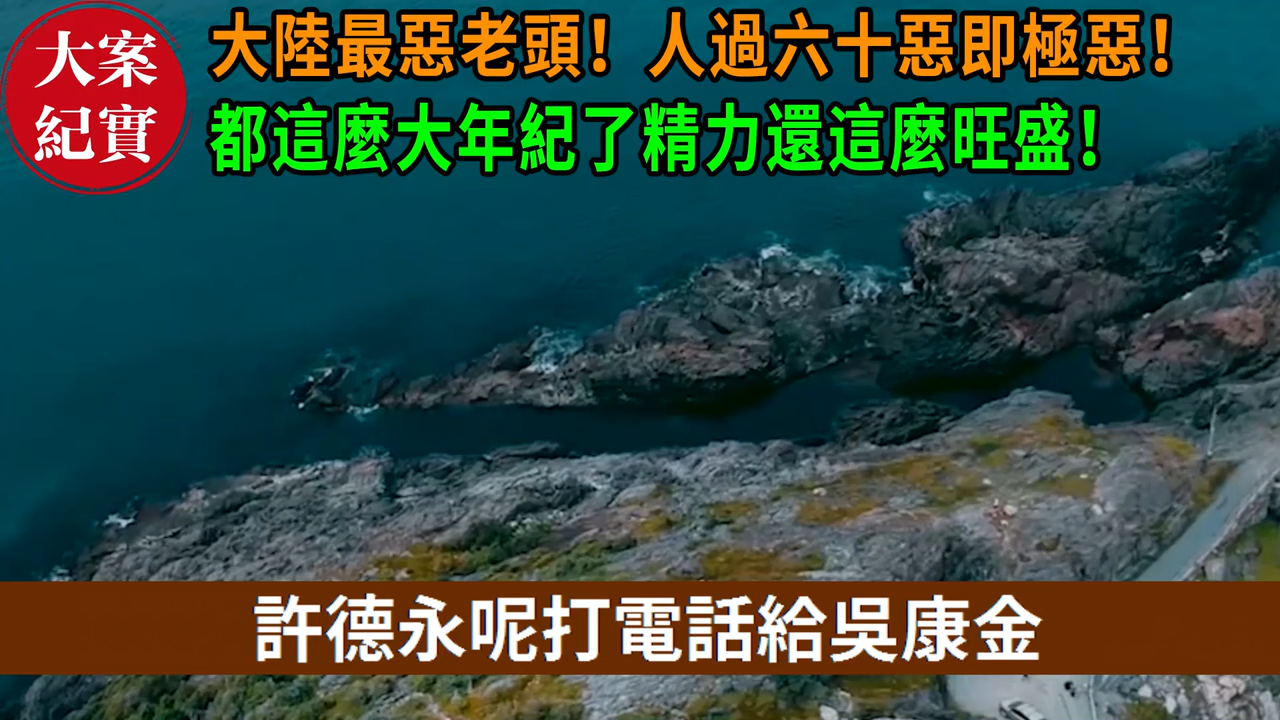 大案
紀實
大陸最惡老頭！人過六十惡即極惡！
都這麼大年紀了精力還這麼旺盛！
許德永呢打電話給吳康金